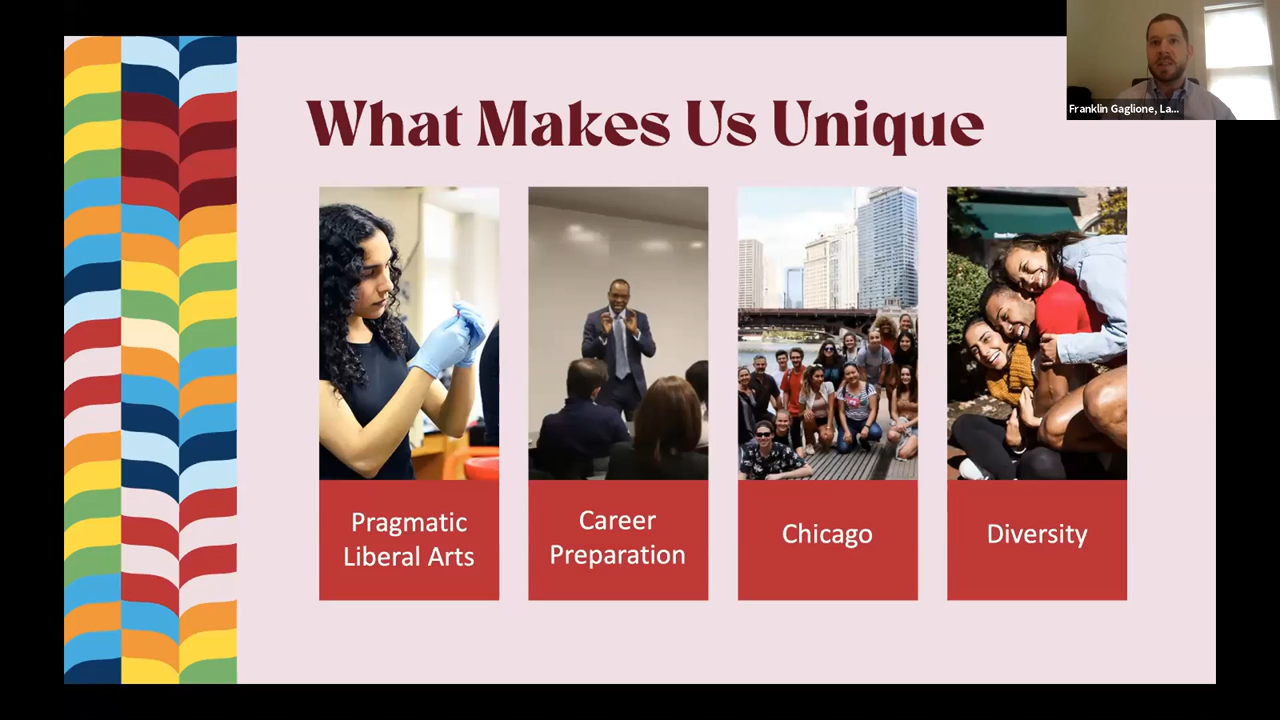 What Makes Us Unique
Franklin Gaglione, La...
Pragmatic
Liberal Arts
Career
Preparation
Chicago
Diversity